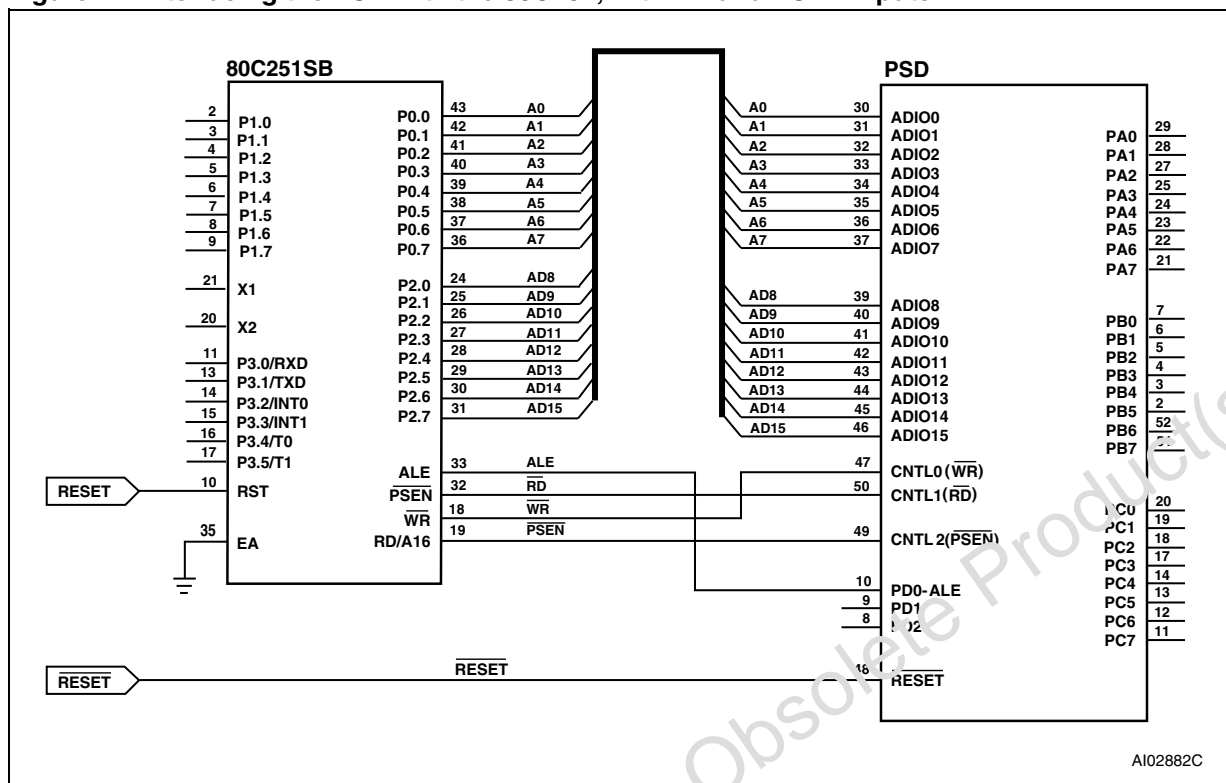 80C251SB
2 P1.0
3 P1.1
4 P1.2
5 P1.3
6 P1.4
7 P1.5
8 P1.6
9 P1.7
21 X1
20 X2
11 P3.0/RXD
13 P3.1/TXD
14 P3.2/INT0
15 P3.3/INT1
16 P3.4/T0
17 P3.5/T1
RESET 10 RST
35 EA
P0.0 43 A0
P0.1 42 A1
P0.2 41 A2
P0.3 40 A3
P0.4 39 A4
P0.5 38 A5
P0.6 37 A6
P0.7 36 A7
P2.0 24 AD8
P2.1 25 AD9
P2.2 26 AD10
P2.3 27 AD11
P2.4 28 AD12
P2.5 29 AD13
P2.6 30 AD14
P2.7 31 AD15
ALE 33 ALE
P̅S̅E̅N̅ 32 R̅D̅
W̅R̅ 18 W̅R̅
RD/A16 19 P̅S̅E̅N̅
PSD
A0 30 ADIO0
A1 31 ADIO1
A2 32 ADIO2
A3 33 ADIO3
A4 34 ADIO4
A5 35 ADIO5
A6 36 ADIO6
A7 37 ADIO7
AD8 39 ADIO8
AD9 40 ADIO9
AD10 41 ADIO10
AD11 42 ADIO11
AD12 43 ADIO12
AD13 44 ADIO13
AD14 45 ADIO14
AD15 46 ADIO15
47 CNTL0(W̅R̅)
50 CNTL1(R̅D̅)
49 CNTL 2(P̅S̅E̅N̅)
10 PD0-ALE
9 PD1
8
R̅E̅S̅E̅T̅ R̅E̅S̅E̅T̅ 48 R̅E̅S̅E̅T̅
PA0 29
PA1 28
PA2 27
PA3 25
PA4 24
PA5 23
PA6 22
PA7 21
PB0 7
PB1 6
PB2 5
PB3 4
PB4 3
PB5 2
PB6 52
PB7
PC0 20
PC1 19
PC2 18
PC3 17
PC4 14
PC5 13
PC6 12
PC7 11
Obsolete
AI02882C